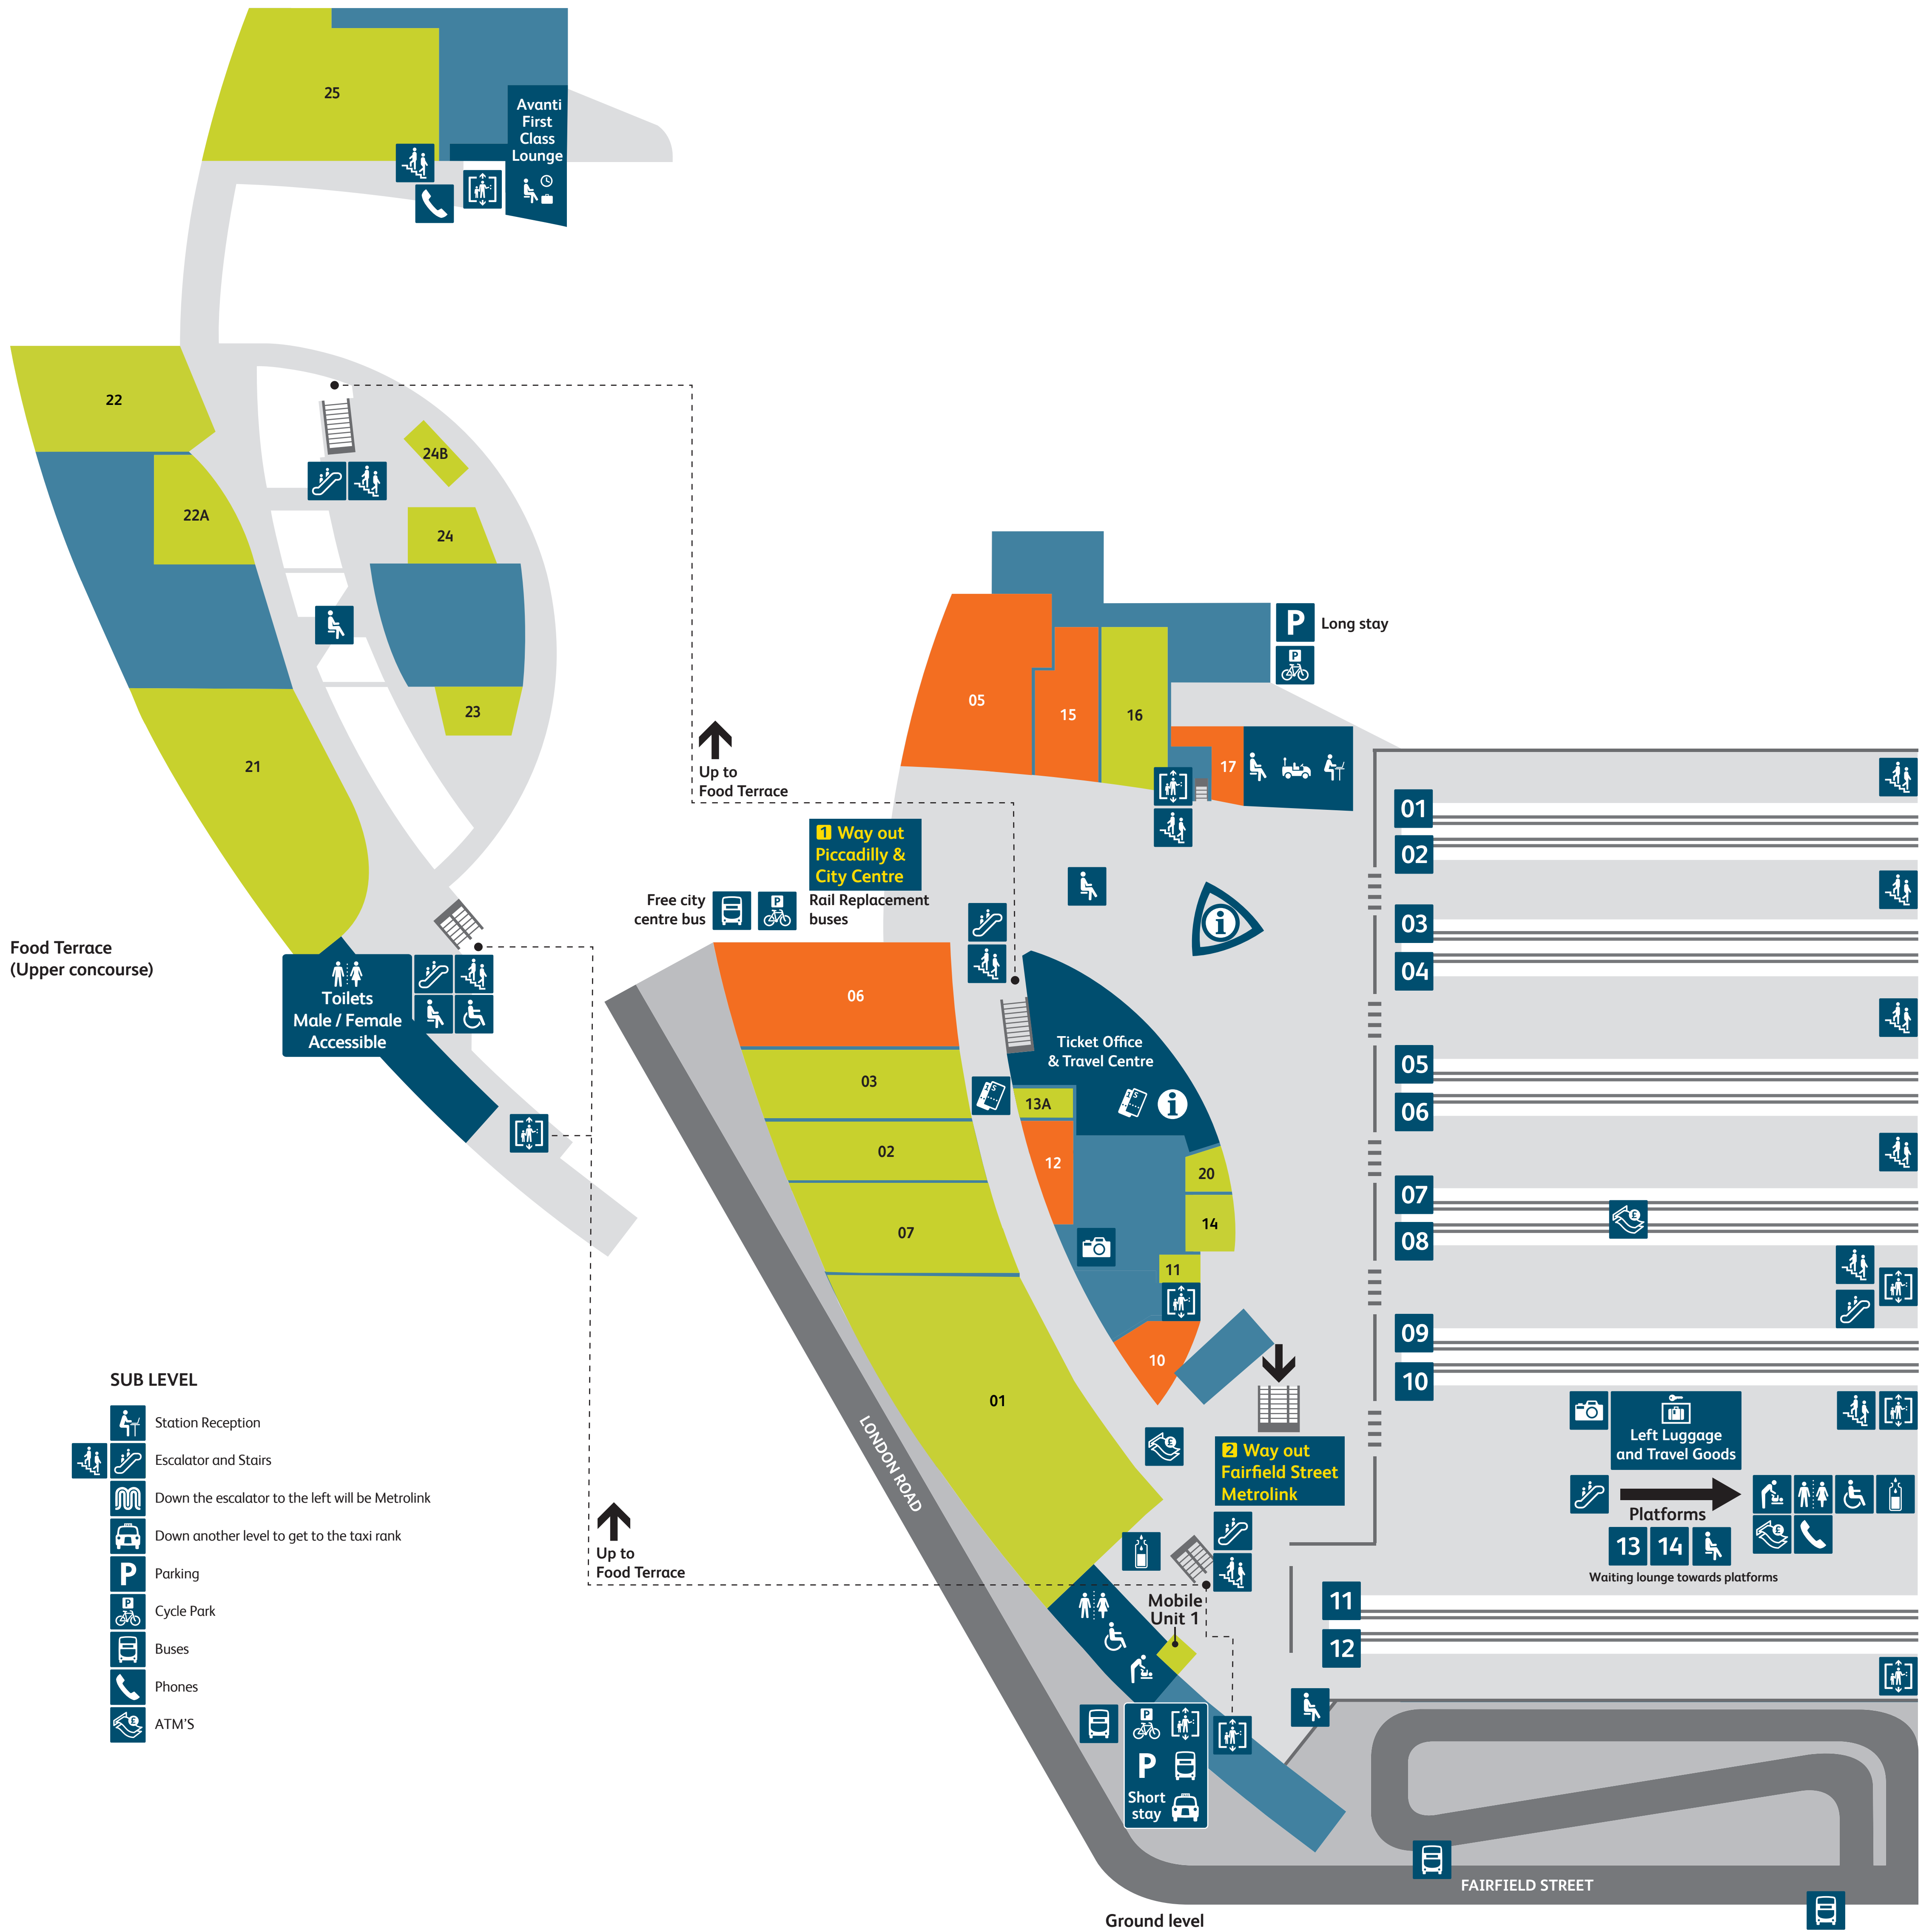 25
Avanti
First
Class
Lounge
22
24B
22A
24
23
21
Food Terrace
(Upper concourse)
Toilets
Male / Female
Accessible
Up to
Food Terrace
1 Way out
Piccadilly &
City Centre
Free city
centre bus
P
Rail Replacement
buses
05
15
16
17
P
Long stay
P
06
03
02
07
01
Ticket Office
& Travel Centre
i
i
13A
12
20
14
11
10
£
2 Way out
Fairfield Street
Metrolink
LONDON ROAD
Up to
Food Terrace
Mobile
Unit 1
P
P
Short
stay
01
02
03
04
05
06
07
08
£
09
10
Left Luggage
and Travel Goods
Platforms
13
14
£
Waiting lounge towards platforms
11
12
FAIRFIELD STREET
Ground level
SUB LEVEL
Station Reception
Escalator and Stairs
Down the escalator to the left will be Metrolink
Down another level to get to the taxi rank
P Parking
P Cycle Park
Buses
Phones
£ ATM'S